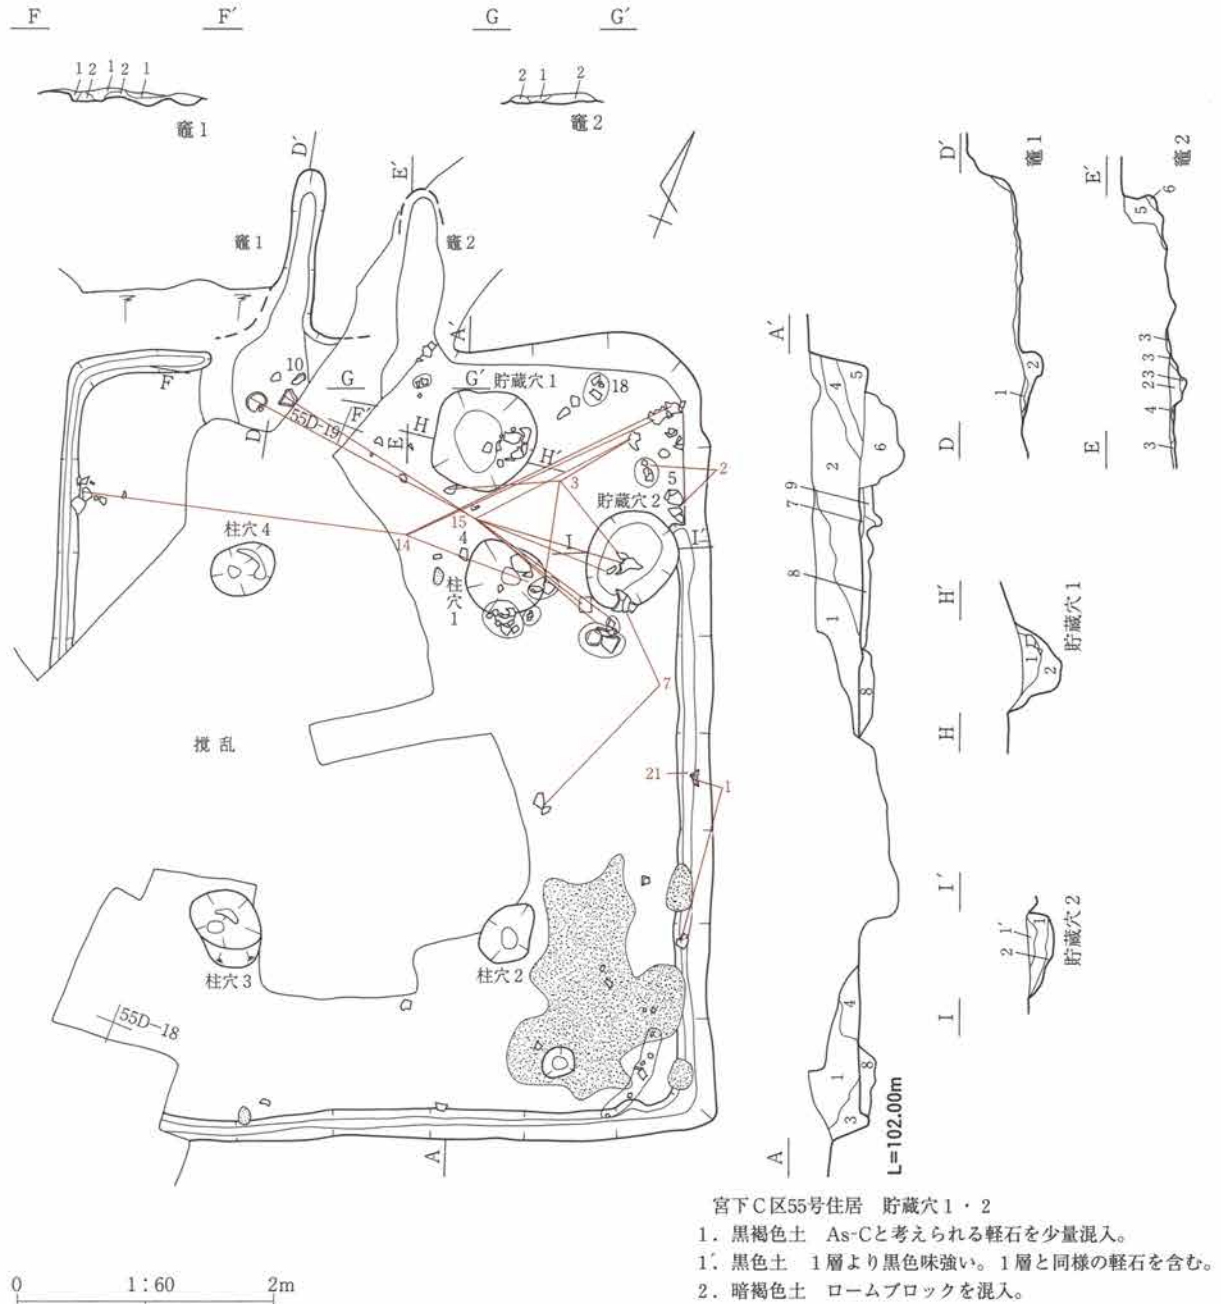 F F′ G G′
1 2 1 2 1
竈1
2 1 2
竈2
D′
E′
竈1
竈2
D′
竈1
E′
竈2
6
5
A′
10
G
G′
貯蔵穴1
18
F
F′
55D-19
D
E
H
H′
3
5
2
貯蔵穴2
15
14
4
I
I′
柱穴4
柱穴1
7
攪乱
21
1
柱穴3
柱穴2
55D-18
A
A′
5
4
6
2
9
7
8
1
8
4
1
8
3
A
L=102.00m
2
1
D
3
3
3
2
2
4
3
E
H′
貯蔵穴1
1
2
H
I′
貯蔵穴2
1′
1
2
I
宮下C区55号住居 貯蔵穴1・2
1. 黒褐色土 As-Cと考えられる軽石を少量混入。
1′. 黒色土 1層より黒色味強い。1層と同様の軽石を含む。
2. 暗褐色土 ロームブロックを混入。
0 1:60 2m